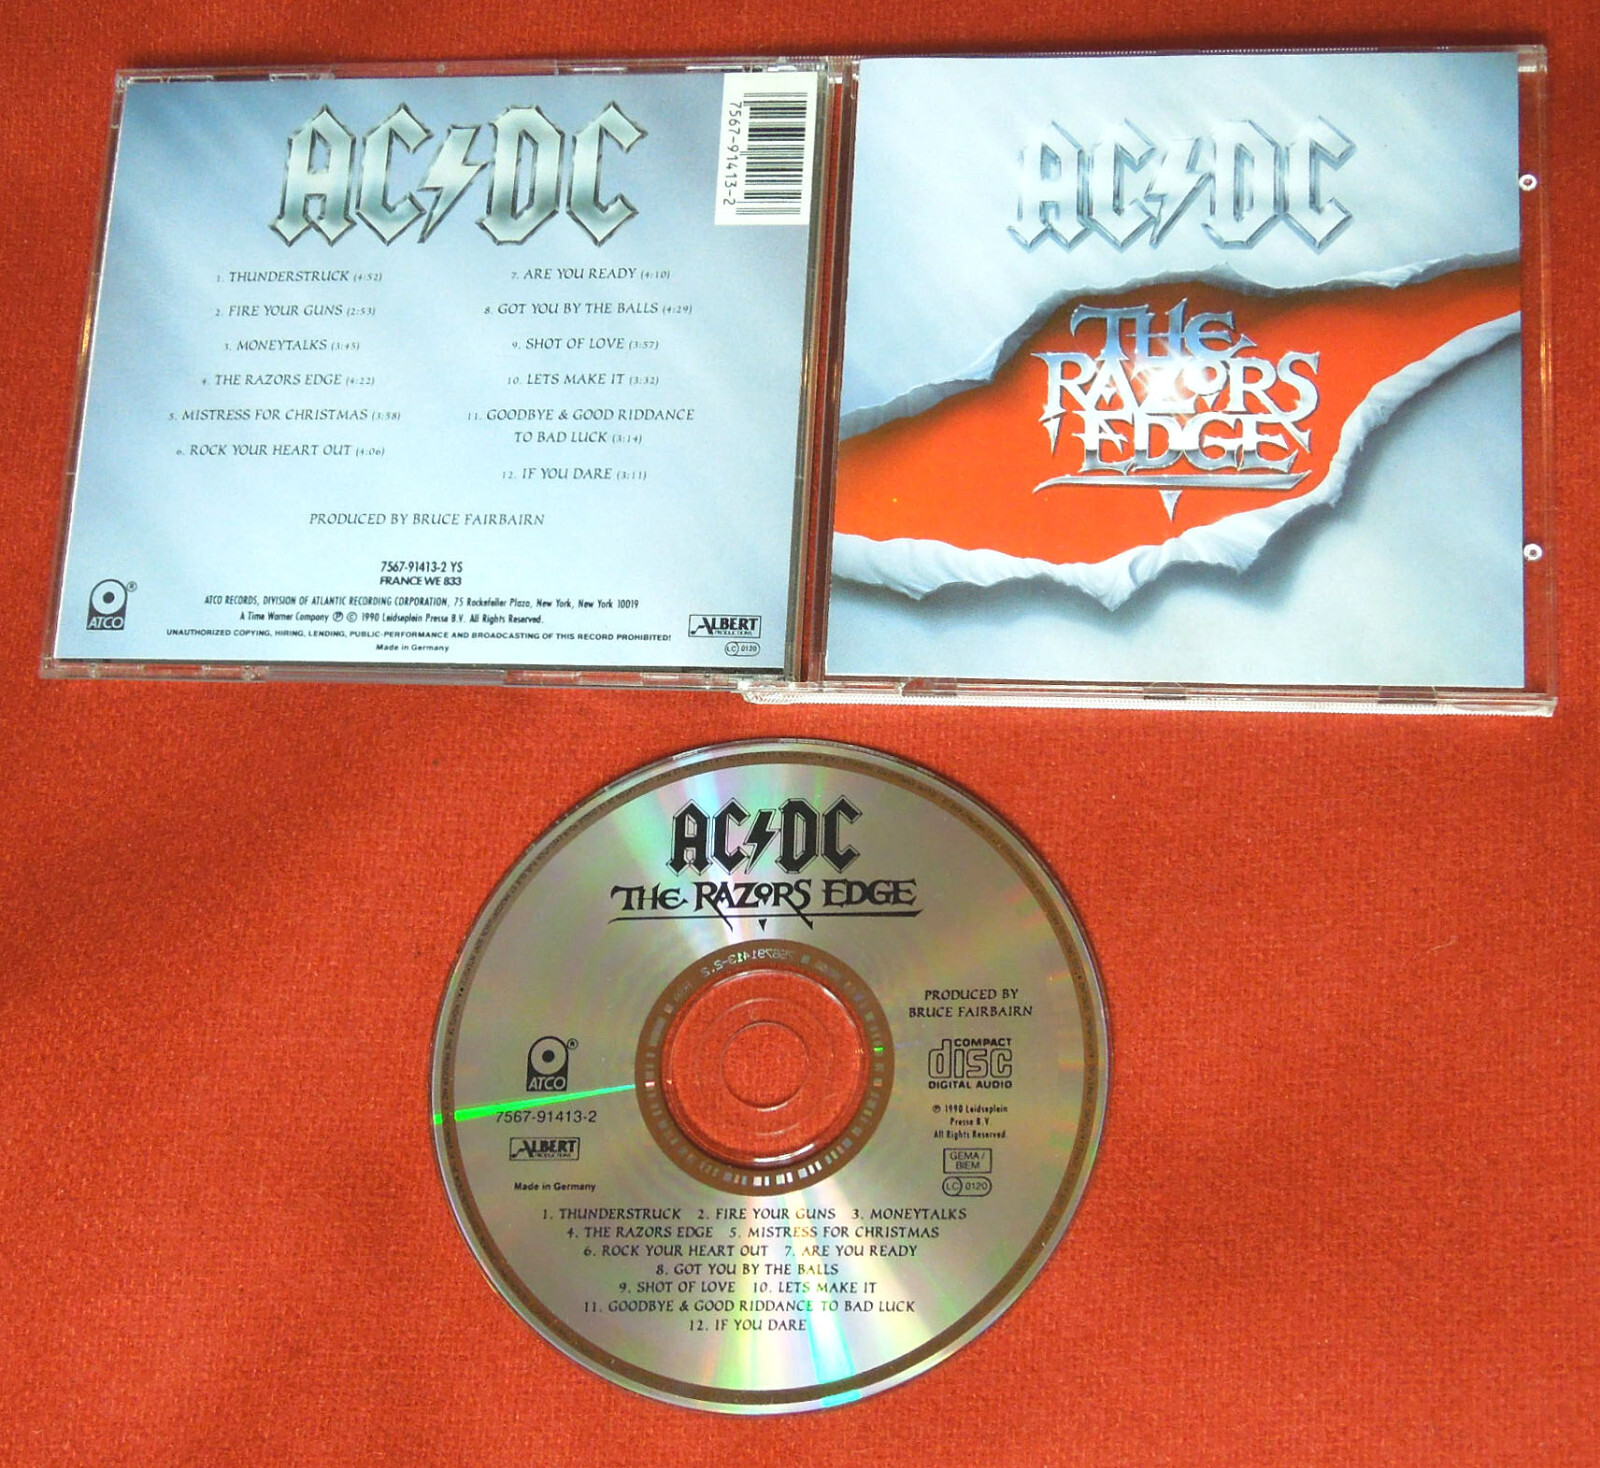 AC⚡DC
7567-91413-2
1. THUNDERSTRUCK (4:52)
2. FIRE YOUR GUNS (2:53)
3. MONEYTALKS (3:45)
4. THE RAZORS EDGE (4:22)
5. MISTRESS FOR CHRISTMAS (3:58)
6. ROCK YOUR HEART OUT (4:06)
7. ARE YOU READY (4:10)
8. GOT YOU BY THE BALLS (4:29)
9. SHOT OF LOVE (3:57)
10. LETS MAKE IT (3:32)
11. GOODBYE & GOOD RIDDANCE
TO BAD LUCK (3:14)
12. IF YOU DARE (3:11)
PRODUCED BY BRUCE FAIRBAIRN
7567-91413-2 YS
FRANCE WE 833
ATCO®
ATCO RECORDS, DIVISION OF ATLANTIC RECORDING CORPORATION, 75 Rockefeller Plaza, New York, New York 10019
A Time Warner Company ℗ © 1990 Leidseplein Presse B.V. All Rights Reserved.
UNAUTHORIZED COPYING, HIRING, LENDING, PUBLIC-PERFORMANCE AND BROADCASTING OF THIS RECORD PROHIBITED!
Made in Germany
ALBERT
PRODUCTIONS
LC 0120
AC⚡DC
THE
RAZORS
EDGE
AC⚡DC
THE RAZORS EDGE
PRODUCED BY
BRUCE FAIRBAIRN
COMPACT
disc
DIGITAL AUDIO
ATCO®
7567-91413-2
ALBERT
PRODUCTIONS
Made in Germany
℗ 1990 Leidseplein
Presse B.V.
All Rights Reserved.
GEMA/
BIEM
LC 0120
1. THUNDERSTRUCK 2. FIRE YOUR GUNS 3. MONEYTALKS
4. THE RAZORS EDGE 5. MISTRESS FOR CHRISTMAS
6. ROCK YOUR HEART OUT 7. ARE YOU READY
8. GOT YOU BY THE BALLS
9. SHOT OF LOVE 10. LETS MAKE IT
11. GOODBYE & GOOD RIDDANCE TO BAD LUCK
12. IF YOU DARE